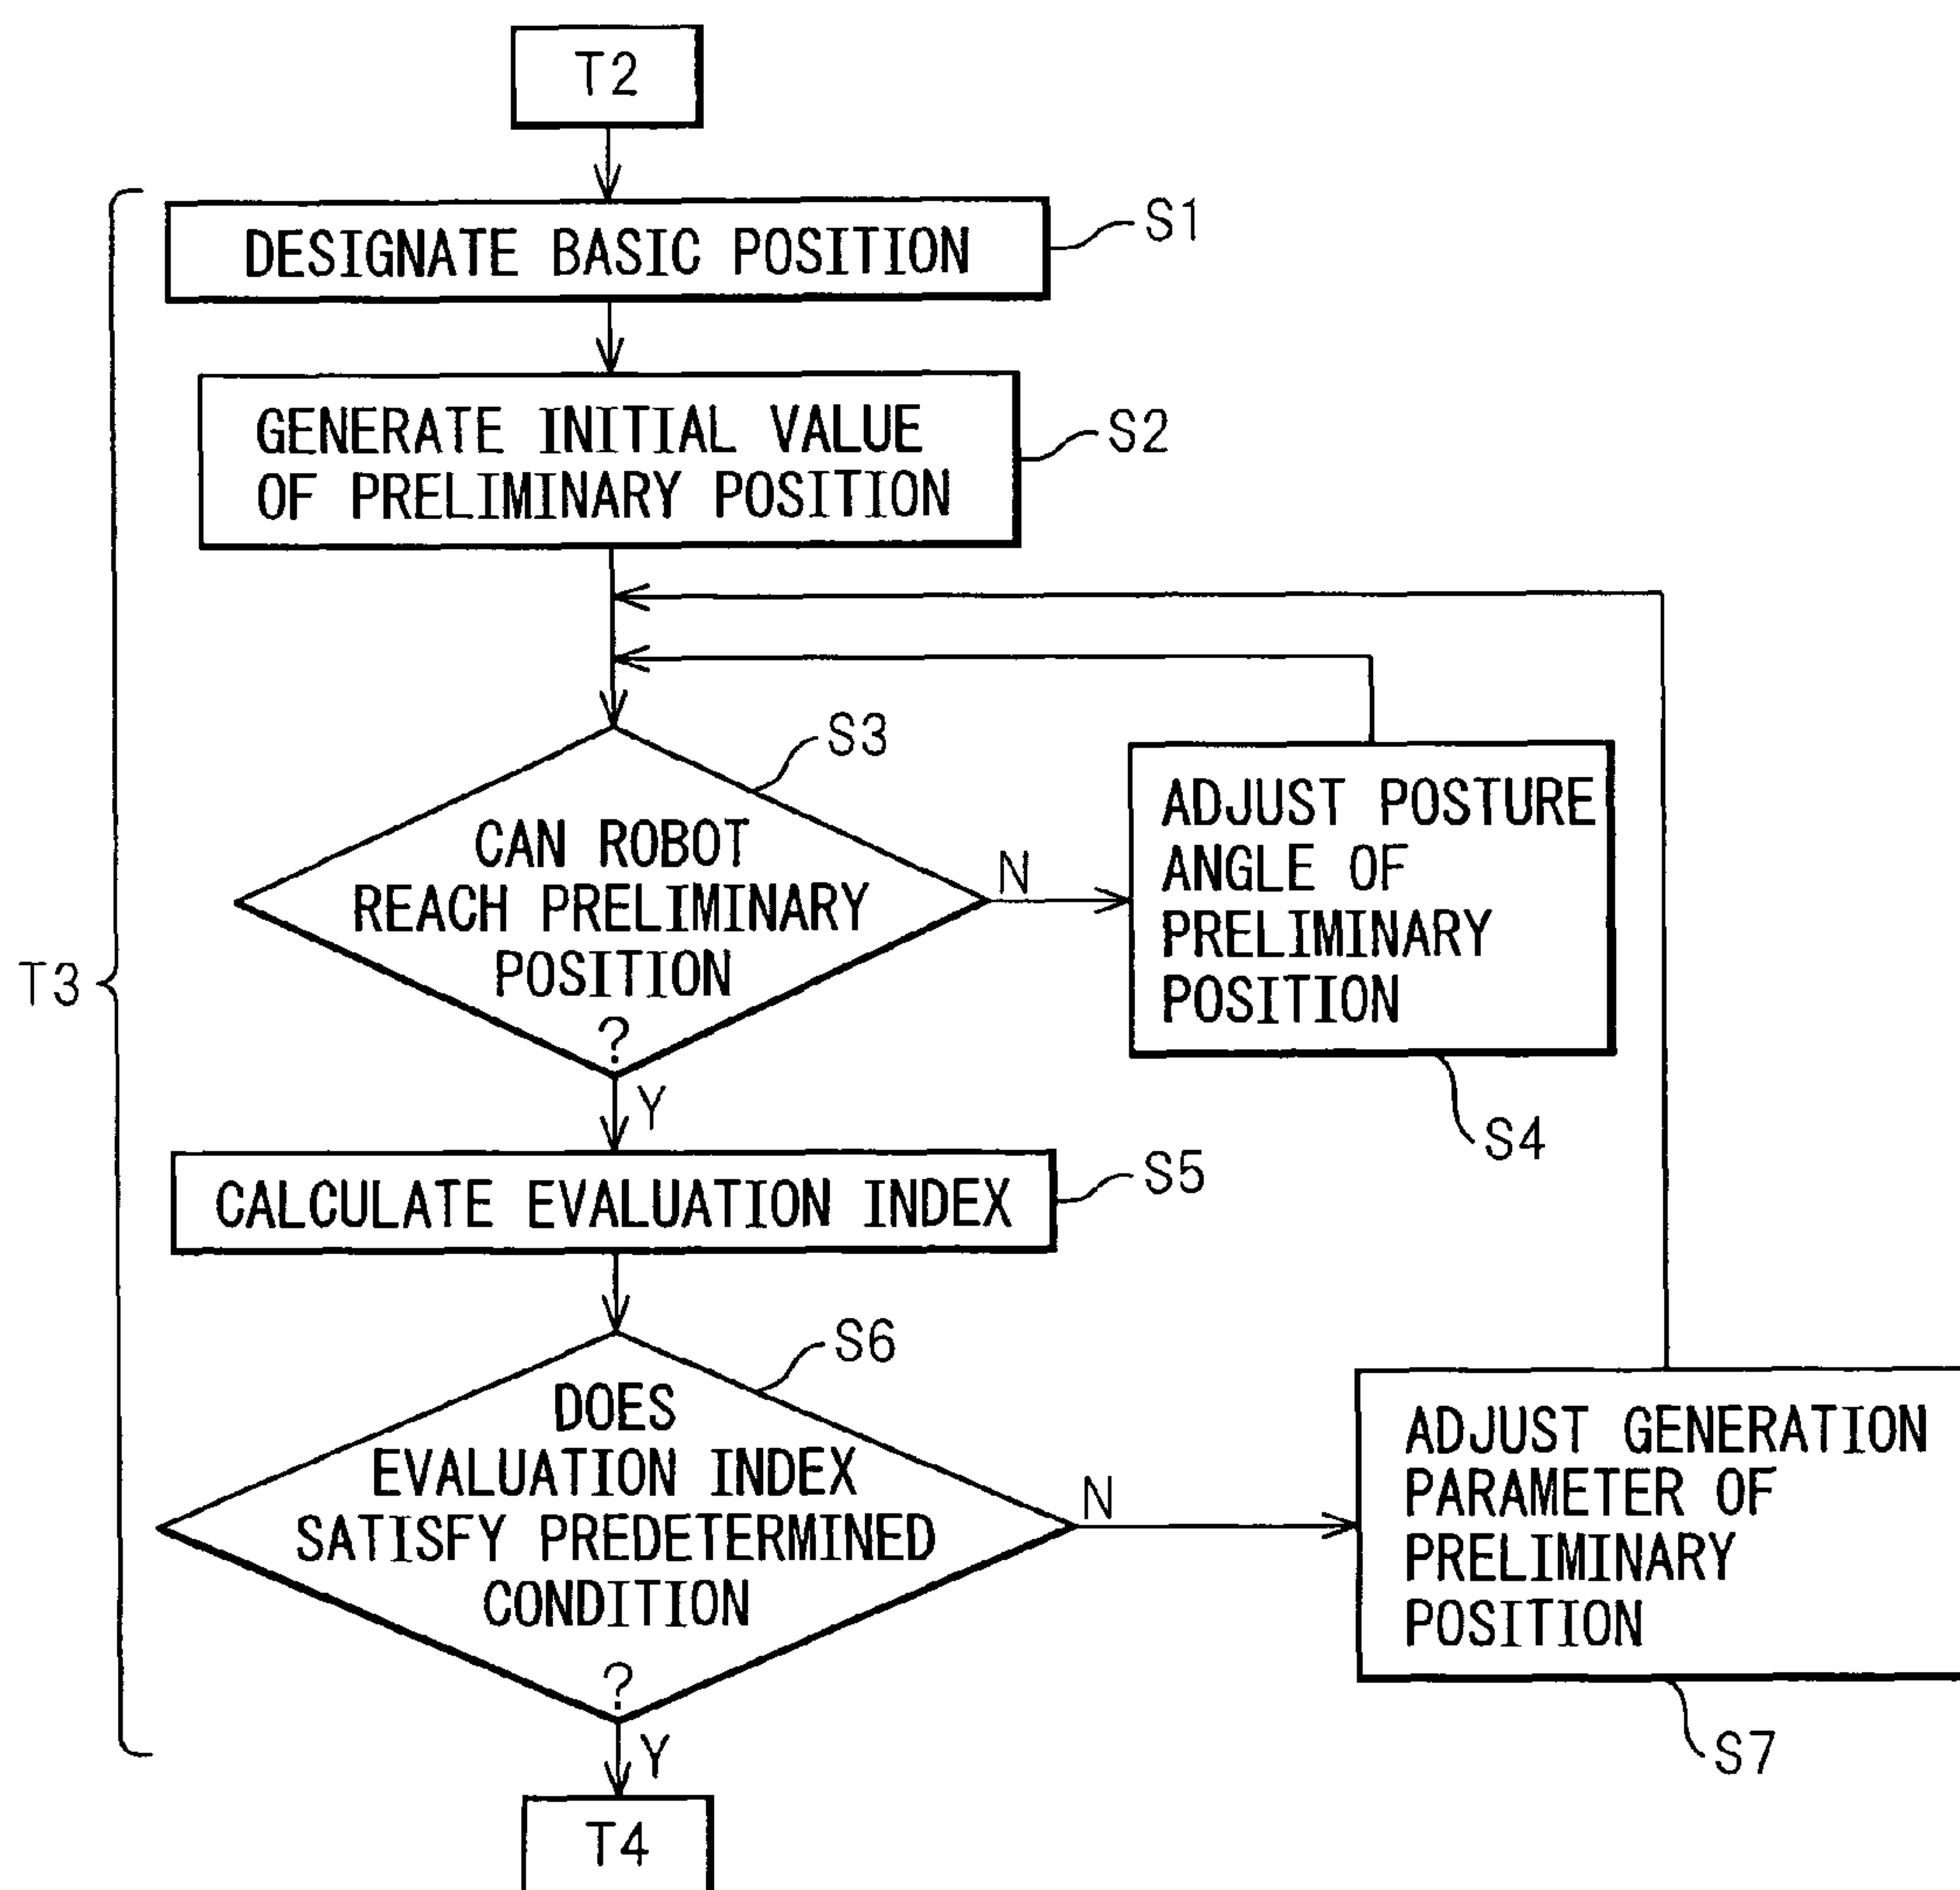 T2
DESIGNATE BASIC POSITION
S1
GENERATE INITIAL VALUE
OF PRELIMINARY POSITION
S2
S3
CAN ROBOT
REACH PRELIMINARY
POSITION
?
N
ADJUST POSTURE
ANGLE OF
PRELIMINARY
POSITION
S4
T3
Y
CALCULATE EVALUATION INDEX
S5
S6
DOES
EVALUATION INDEX
SATISFY PREDETERMINED
CONDITION
?
N
ADJUST GENERATION
PARAMETER OF
PRELIMINARY
POSITION
S7
Y
T4